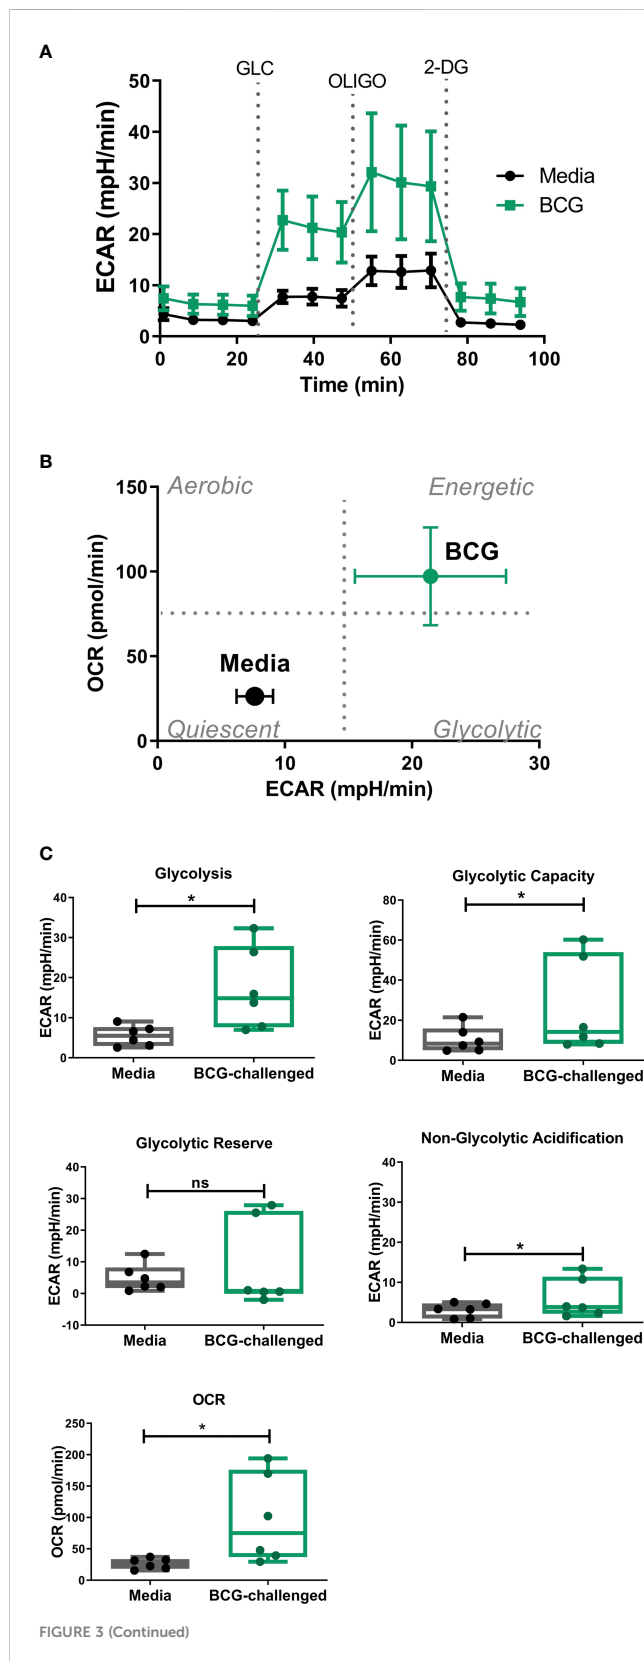 A
GLC
OLIGO
2-DG
50
40
30
20
10
0
ECAR (mpH/min)
Media
BCG
0 20 40 60 80 100
Time (min)
B
150
100
50
0
OCR (pmol/min)
Aerobic
Energetic
BCG
Media
Quiescent
Glycolytic
0 10 20 30
ECAR (mpH/min)
C
Glycolysis
*
40
30
20
10
0
ECAR (mpH/min)
Media BCG-challenged
Glycolytic Capacity
*
80
60
40
20
0
ECAR (mpH/min)
Media BCG-challenged
Glycolytic Reserve
ns
40
30
20
10
0
-10
ECAR (mpH/min)
Media BCG-challenged
Non-Glycolytic Acidification
*
40
30
20
10
0
ECAR (mpH/min)
Media BCG-challenged
OCR
*
250
200
150
100
50
0
OCR (pmol/min)
Media BCG-challenged
FIGURE 3 (Continued)